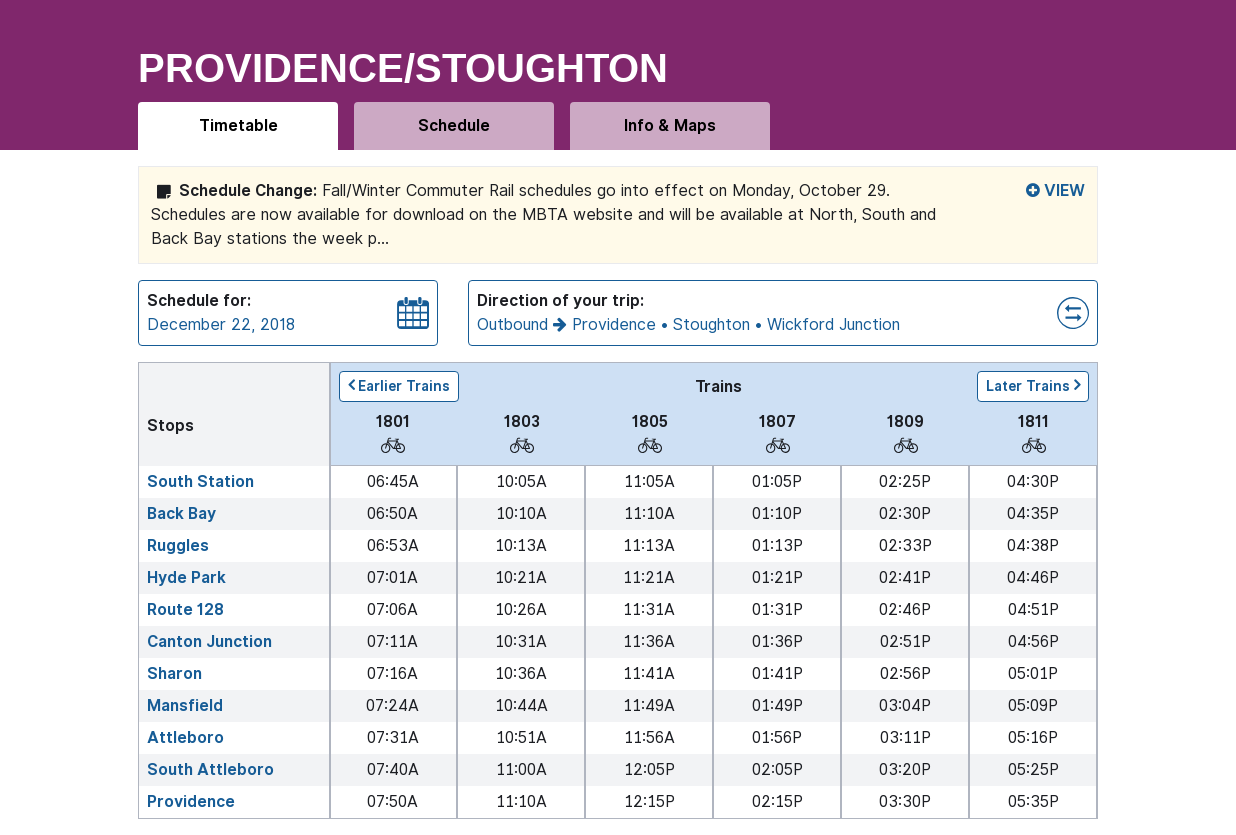 PROVIDENCE/STOUGHTON
Timetable Schedule Info & Maps
Schedule Change: Fall/Winter Commuter Rail schedules go into effect on Monday, October 29. VIEW
Schedules are now available for download on the MBTA website and will be available at North, South and
Back Bay stations the week p...
Schedule for:
December 22, 2018
Direction of your trip:
Outbound → Providence • Stoughton • Wickford Junction
Earlier Trains Trains Later Trains
Stops 1801 1803 1805 1807 1809 1811
South Station 06:45A 10:05A 11:05A 01:05P 02:25P 04:30P
Back Bay 06:50A 10:10A 11:10A 01:10P 02:30P 04:35P
Ruggles 06:53A 10:13A 11:13A 01:13P 02:33P 04:38P
Hyde Park 07:01A 10:21A 11:21A 01:21P 02:41P 04:46P
Route 128 07:06A 10:26A 11:31A 01:31P 02:46P 04:51P
Canton Junction 07:11A 10:31A 11:36A 01:36P 02:51P 04:56P
Sharon 07:16A 10:36A 11:41A 01:41P 02:56P 05:01P
Mansfield 07:24A 10:44A 11:49A 01:49P 03:04P 05:09P
Attleboro 07:31A 10:51A 11:56A 01:56P 03:11P 05:16P
South Attleboro 07:40A 11:00A 12:05P 02:05P 03:20P 05:25P
Providence 07:50A 11:10A 12:15P 02:15P 03:30P 05:35P